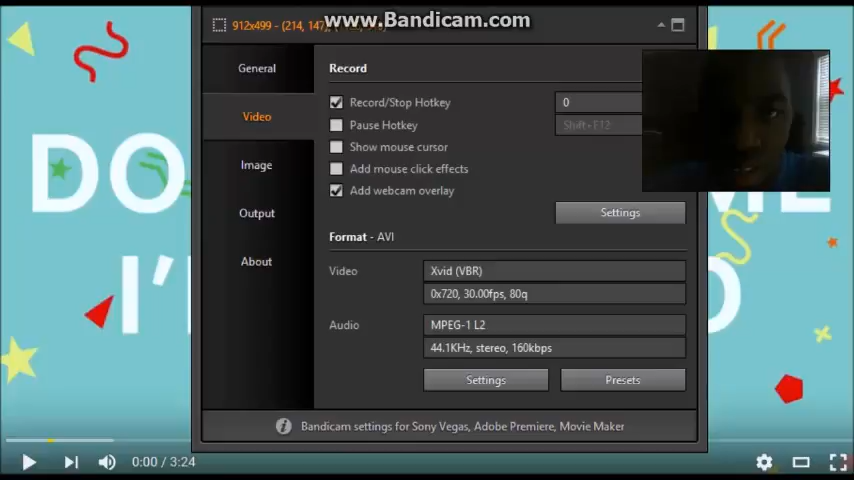 www.Bandicam.com
912x499 - (214, 147),
General
Video
Image
Output
About
Record
Record/Stop Hotkey
0
Pause Hotkey
Shift+F12
Show mouse cursor
Add mouse click effects
Add webcam overlay
Settings
Format - AVI
Video
Xvid (VBR)
0x720, 30.00fps, 80q
Audio
MPEG-1 L2
44.1KHz, stereo, 160kbps
Settings
Presets
Bandicam settings for Sony Vegas, Adobe Premiere, Movie Maker
DO
ME
I'
0:00 / 3:24